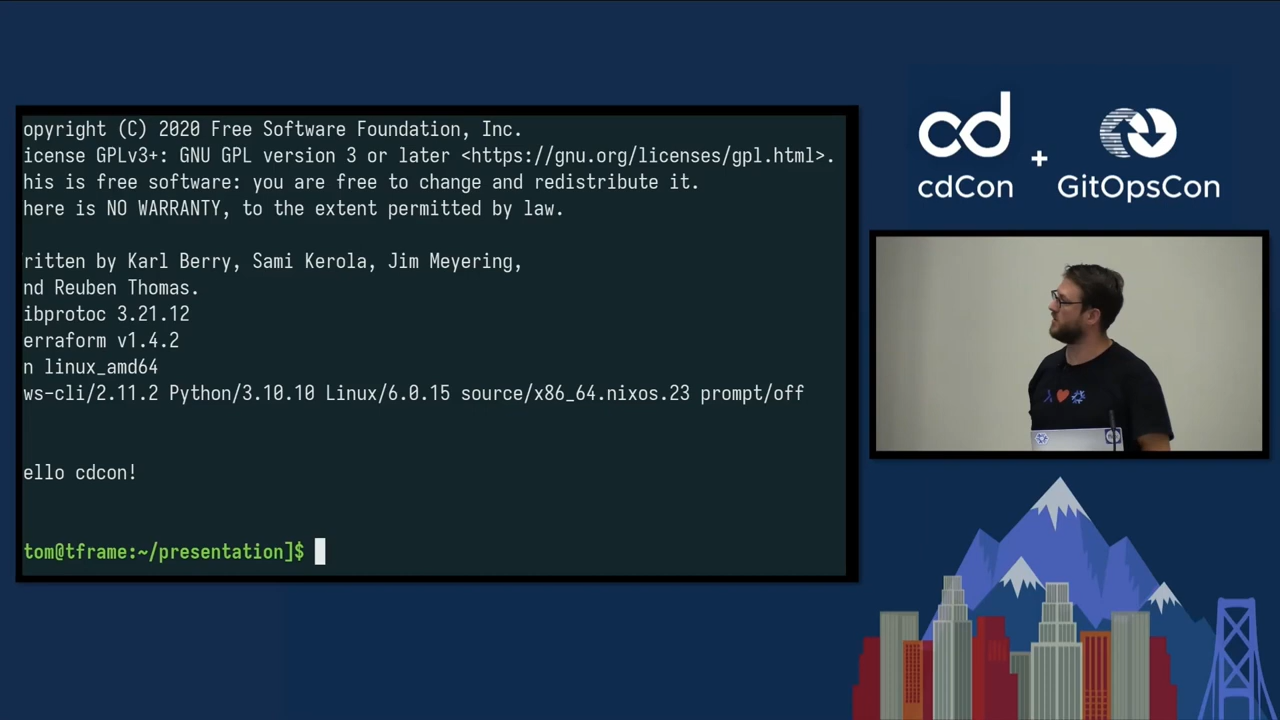 opyright (C) 2020 Free Software Foundation, Inc.
icense GPLv3+: GNU GPL version 3 or later <https://gnu.org/licenses/gpl.html>.
his is free software: you are free to change and redistribute it.
here is NO WARRANTY, to the extent permitted by law.
ritten by Karl Berry, Sami Kerola, Jim Meyering,
nd Reuben Thomas.
ibprotoc 3.21.12
erraform v1.4.2
n linux_amd64
ws-cli/2.11.2 Python/3.10.10 Linux/6.0.15 source/x86_64.nixos.23 prompt/off
ello cdcon!
tom@tframe:~/presentation]$
cd
cdCon
+
GitOpsCon